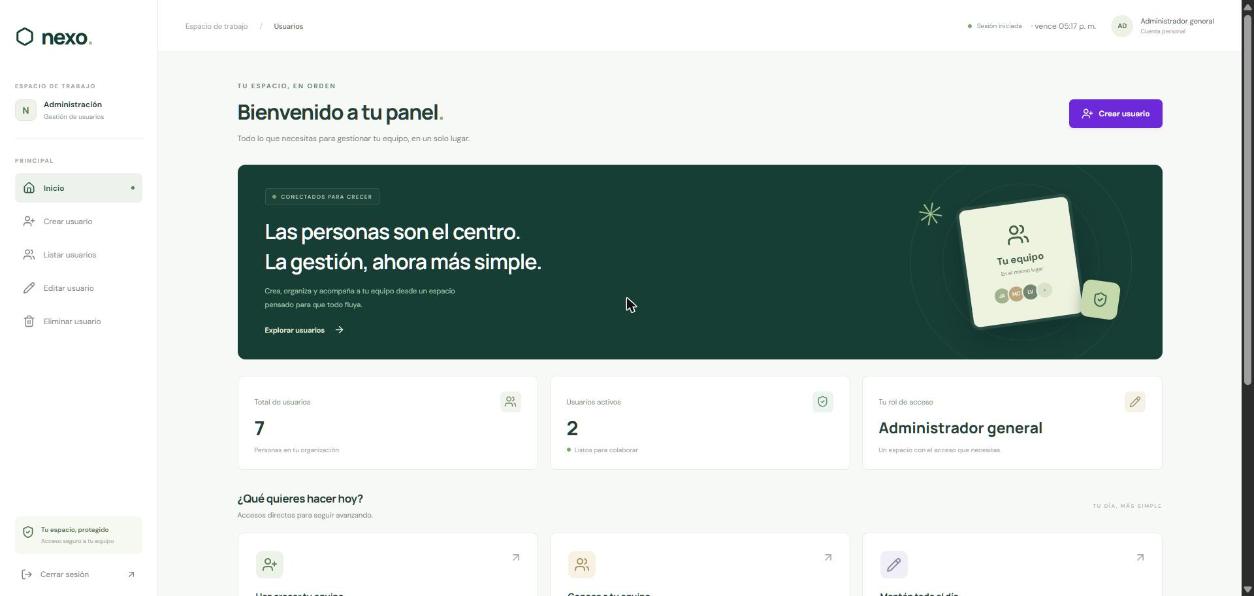 nexo.
ESPACIO DE TRABAJO
N
Administración
Gestión de usuarios
PRINCIPAL
Inicio
Crear usuario
Listar usuarios
Editar usuario
Eliminar usuario
Tu espacio, protegido
Acceso seguro a tu equipo
Cerrar sesión
Espacio de trabajo / Usuarios
Sesión iniciada · vence 05:17 p. m.
AD
Administrador general
Cuenta personal
TU ESPACIO, EN ORDEN
Bienvenido a tu panel.
Todo lo que necesitas para gestionar tu equipo, en un solo lugar.
Crear usuario
CONECTADOS PARA CRECER
Las personas son el centro.
La gestión, ahora más simple.
Crea, organiza y acompaña a tu equipo desde un espacio
pensado para que todo fluya.
Explorar usuarios
Tu equipo
En el mismo lugar
LV
Total de usuarios
7
Personas en tu organización
Usuarios activos
2
Listos para colaborar
Tu rol de acceso
Administrador general
Un espacio con el acceso que necesitas.
¿Qué quieres hacer hoy?
Accesos directos para seguir avanzando.
TU DÍA, MÁS SIMPLE